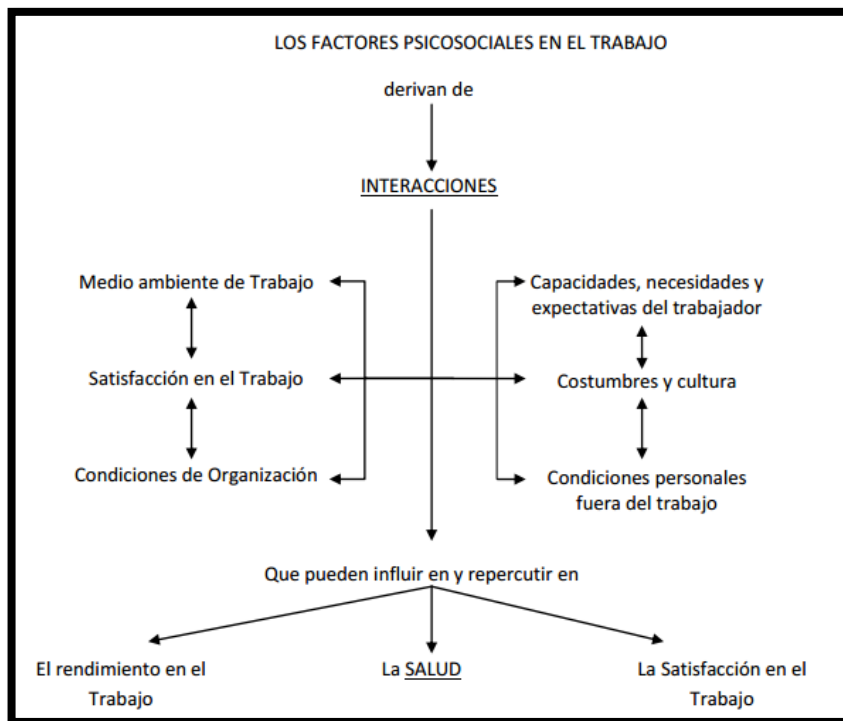 LOS FACTORES PSICOSOCIALES EN EL TRABAJO
derivan de
INTERACCIONES
Medio ambiente de Trabajo
Satisfacción en el Trabajo
Condiciones de Organización
Capacidades, necesidades y
expectativas del trabajador
Costumbres y cultura
Condiciones personales
fuera del trabajo
Que pueden influir en y repercutir en
El rendimiento en el
Trabajo
La SALUD
La Satisfacción en el
Trabajo